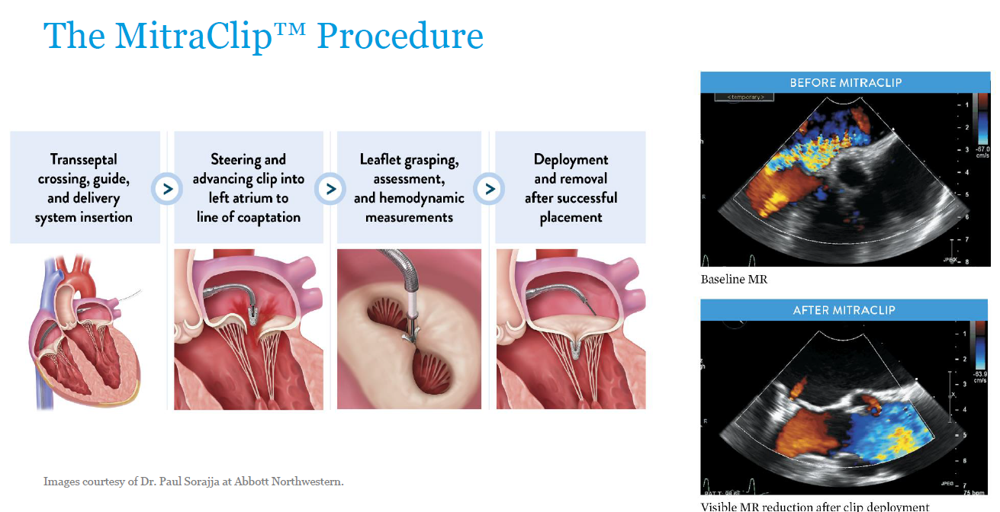 The MitraClip™ Procedure
Transseptal
crossing, guide,
and delivery
system insertion
>
Steering and
advancing clip into
left atrium to
line of coaptation
>
Leaflet grasping,
assessment,
and hemodynamic
measurements
>
Deployment
and removal
after successful
placement
Images courtesy of Dr. Paul Sorajja at Abbott Northwestern.
BEFORE MITRACLIP
<temporary>
1
2
3
4
5
6
7
8
-67.0
cm/s
R
JPEG
Baseline MR
AFTER MITRACLIP
1
2
3
4
5
6
7
-63.9
cm/s
X
R
JPEG
75 bpm
Visible MR reduction after clip deployment